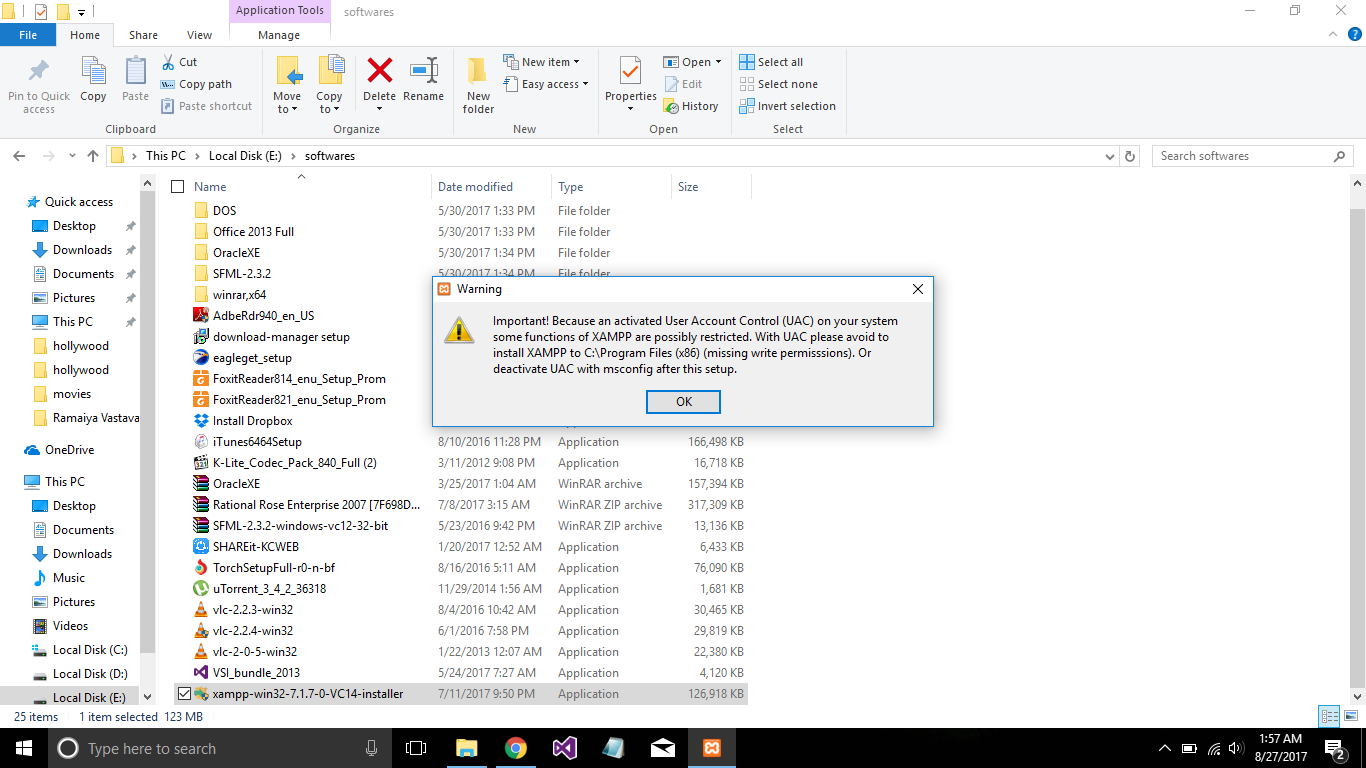 Application Tools
softwares
File
Home
Share
View
Manage
Pin to Quick
access
Copy
Paste
Cut
Copy path
Paste shortcut
Clipboard
Move
to
Copy
to
Delete
Rename
Organize
New
folder
New item
Easy access
New
Properties
Open
Edit
History
Open
Select all
Select none
Invert selection
Select
This PC
Local Disk (E:)
softwares
Search softwares
Quick access
Desktop
Downloads
Documents
Pictures
This PC
hollywood
hollywood
movies
Ramaiya Vastava
OneDrive
This PC
Desktop
Documents
Downloads
Music
Pictures
Videos
Local Disk (C:)
Local Disk (D:)
Local Disk (E:)
Name Date modified Type Size
DOS 5/30/2017 1:33 PM File folder
Office 2013 Full 5/30/2017 1:33 PM File folder
OracleXE 5/30/2017 1:34 PM File folder
SFML-2.3.2 5/30/2017 1:34 PM File folder
winrar,x64
AdbeRdr940_en_US
download-manager setup
eagleget_setup
FoxitReader814_enu_Setup_Prom
FoxitReader821_enu_Setup_Prom
Install Dropbox
iTunes6464Setup 8/10/2016 11:28 PM Application 166,498 KB
K-Lite_Codec_Pack_840_Full (2) 3/11/2012 9:08 PM Application 16,718 KB
OracleXE 3/25/2017 1:04 AM WinRAR archive 157,394 KB
Rational Rose Enterprise 2007 [7F698D... 7/8/2017 3:15 AM WinRAR ZIP archive 317,309 KB
SFML-2.3.2-windows-vc12-32-bit 5/23/2016 9:42 PM WinRAR ZIP archive 13,136 KB
SHAREit-KCWEB 1/20/2017 12:52 AM Application 6,433 KB
TorchSetupFull-r0-n-bf 8/16/2016 5:11 AM Application 76,090 KB
uTorrent_3_4_2_36318 11/29/2014 1:56 AM Application 1,681 KB
vlc-2.2.3-win32 8/4/2016 10:42 AM Application 30,465 KB
vlc-2.2.4-win32 6/1/2016 7:58 PM Application 29,819 KB
vlc-2-0-5-win32 1/22/2013 12:07 AM Application 22,380 KB
VSI_bundle_2013 5/24/2017 7:27 AM Application 4,120 KB
xampp-win32-7.1.7-0-VC14-installer 7/11/2017 9:50 PM Application 126,918 KB
Warning
Important! Because an activated User Account Control (UAC) on your system
some functions of XAMPP are possibly restricted. With UAC please avoid to
install XAMPP to C:\Program Files (x86) (missing write permisssions). Or
deactivate UAC with msconfig after this setup.
OK
25 items 1 item selected 123 MB
Type here to search
1:57 AM
8/27/2017
2